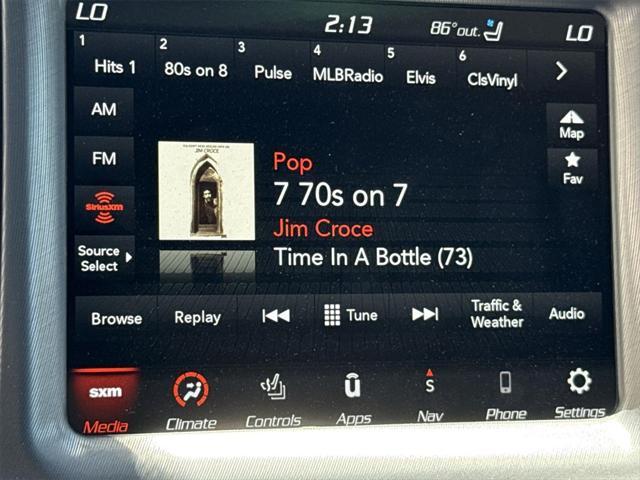 LO 2:13 86°out. LO
1 2 3 4 5 6
Hits 1 80s on 8 Pulse MLBRadio Elvis ClsVinyl
AM
Map
FM
Fav
SiriusXM
Source
Select
JIM CROCE
Pop
7 70s on 7
Jim Croce
Time In A Bottle (73)
Browse Replay Tune Traffic & Audio
Weather
sxm ū S
Media Climate Controls Apps Nav Phone Settings